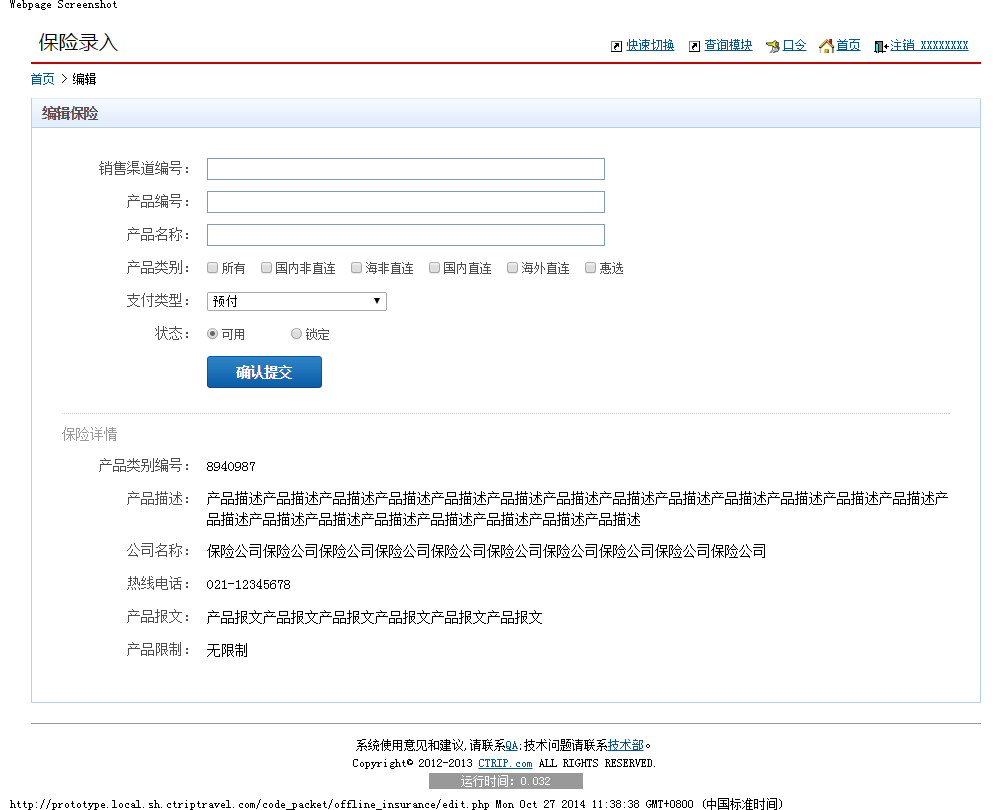 Webpage Screenshot
保险录入
快速切换 查询模块 口令 首页 注销 XXXXXXXX
首页 > 编辑
编辑保险
销售渠道编号：
产品编号：
产品名称：
产品类别： 所有 国内非直连 海非直连 国内直连 海外直连 惠选
支付类型： 预付
状态： 可用 锁定
确认提交
保险详情
产品类别编号： 8940987
产品描述： 产品描述产品描述产品描述产品描述产品描述产品描述产品描述产品描述产品描述产品描述产品描述产品描述产品描述产
品描述产品描述产品描述产品描述产品描述产品描述产品描述产品描述
公司名称： 保险公司保险公司保险公司保险公司保险公司保险公司保险公司保险公司保险公司保险公司
热线电话： 021-12345678
产品报文： 产品报文产品报文产品报文产品报文产品报文产品报文
产品限制： 无限制
系统使用意见和建议,请联系QA;技术问题请联系技术部。
Copyright© 2012-2013 CTRIP.com ALL RIGHTS RESERVED.
运行时间：0.032
http://prototype.local.sh.ctriptravel.com/code_packet/offline_insurance/edit.php Mon Oct 27 2014 11:38:38 GMT+0800 (中国标准时间)